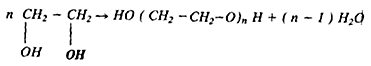 n CH₂ - CH₂ → HO ( CH₂ - CH₂ - O )ₙ H + ( n - 1 ) H₂O
OH OH